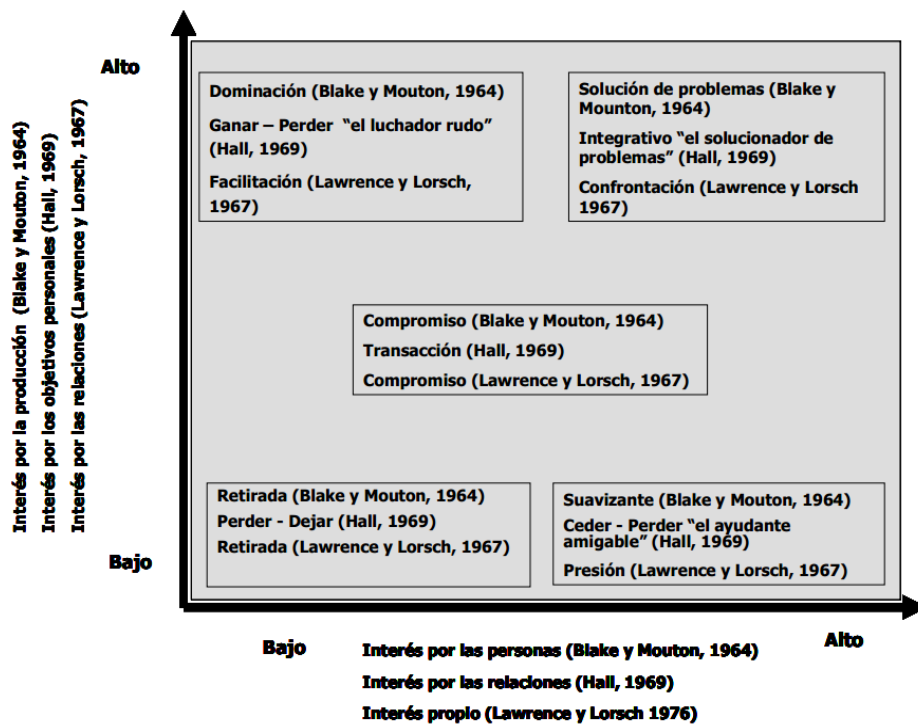 Alto
Interés por la producción (Blake y Mouton, 1964)
Interés por los objetivos personales (Hall, 1969)
Interés por las relaciones (Lawrence y Lorsch, 1967)
Dominación (Blake y Mouton, 1964)
Ganar – Perder "el luchador rudo"
(Hall, 1969)
Facilitación (Lawrence y Lorsch,
1967)
Solución de problemas (Blake y
Mounton, 1964)
Integrativo "el solucionador de
problemas" (Hall, 1969)
Confrontación (Lawrence y Lorsch
1967)
Compromiso (Blake y Mouton, 1964)
Transacción (Hall, 1969)
Compromiso (Lawrence y Lorsch, 1967)
Retirada (Blake y Mouton, 1964)
Perder - Dejar (Hall, 1969)
Retirada (Lawrence y Lorsch, 1967)
Suavizante (Blake y Mouton, 1964)
Ceder - Perder "el ayudante
amigable" (Hall, 1969)
Presión (Lawrence y Lorsch, 1967)
Bajo
Bajo
Alto
Interés por las personas (Blake y Mouton, 1964)
Interés por las relaciones (Hall, 1969)
Interés propio (Lawrence y Lorsch 1976)